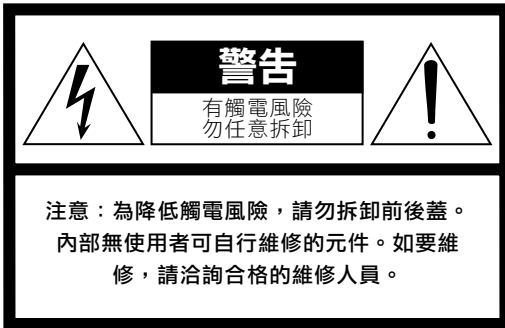 警告
有觸電風險
勿任意拆卸
注意：為降低觸電風險，請勿拆卸前後蓋。
內部無使用者可自行維修的元件。如要維
修，請洽詢合格的維修人員。